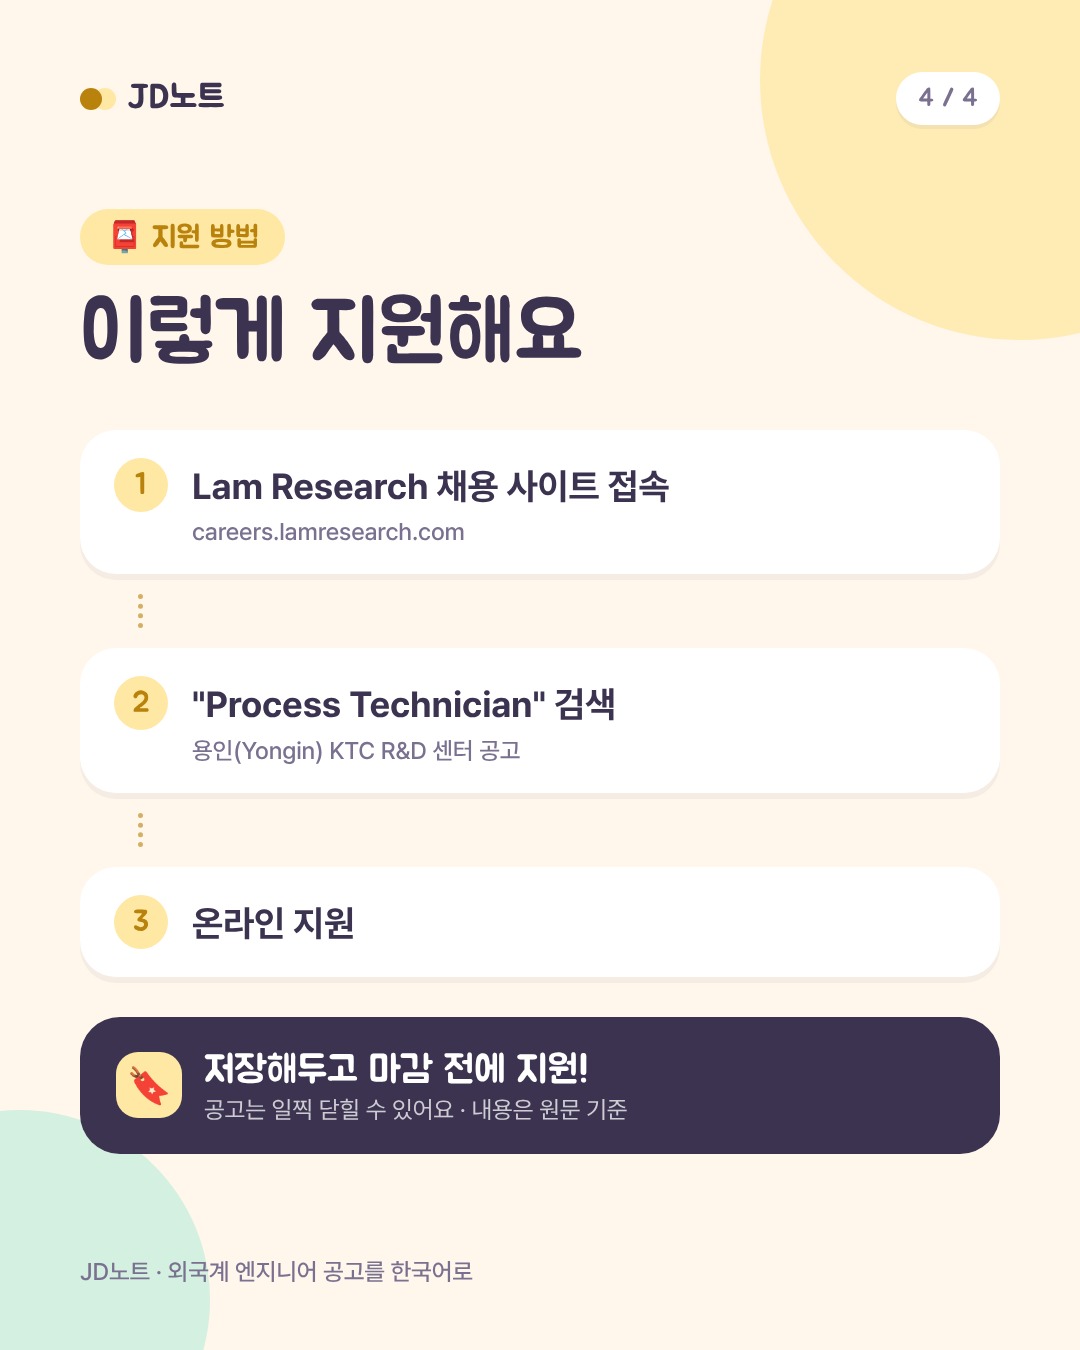 JD노트
4 / 4
지원 방법
이렇게 지원해요
1
Lam Research 채용 사이트 접속
careers.lamresearch.com
2
"Process Technician" 검색
용인(Yongin) KTC R&D 센터 공고
3
온라인 지원
저장해두고 마감 전에 지원!
공고는 일찍 닫힐 수 있어요 · 내용은 원문 기준
JD노트 · 외국계 엔지니어 공고를 한국어로